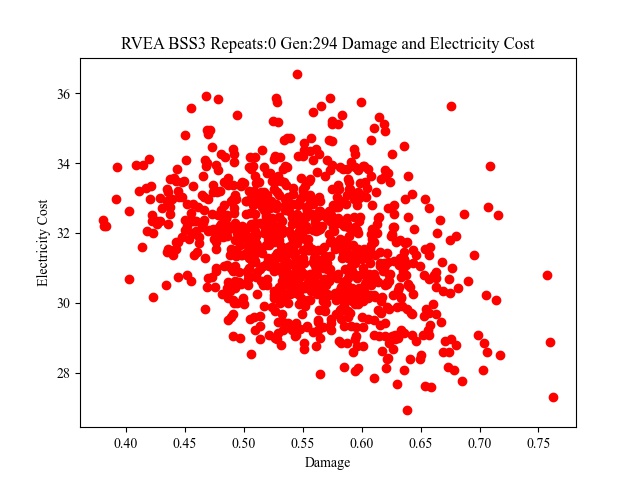 RVEA BSS3 Repeats:0 Gen:294 Damage and Electricity Cost
Electricity Cost
36
34
32
30
28
0.40 0.45 0.50 0.55 0.60 0.65 0.70 0.75
Damage